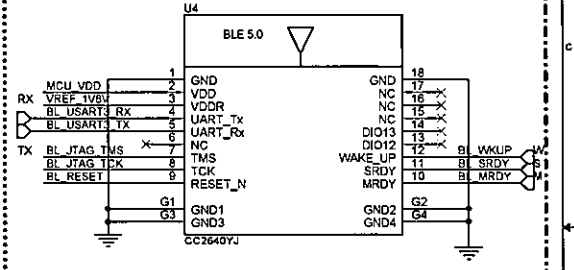 U4
BLE 5.0
1 GND GND 18
MCU_VDD 2 VDD NC 17
RX VREF_1V8V 3 VDDR NC 16
BL_USART3_RX 4 UART_Tx NC 15
BL_USART3_TX 5 UART_Rx DIO13 14
6 NC DIO12 13
TX BL_JTAG_TMS 7 TMS WAKE_UP 12 BL_WKUP W
BL_JTAG_TCK 8 TCK SRDY 11 BL_SRDY S
BL_RESET 9 RESET_N MRDY 10 BL_MRDY M
G1 GND1 GND2 G2
G3 GND3 GND4 G4
CC2640YJ
C